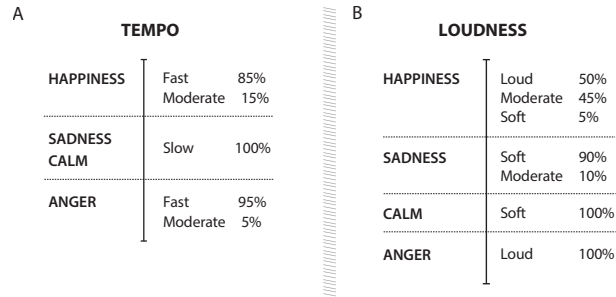 A
TEMPO
HAPPINESS
Fast 85%
Moderate 15%
SADNESS
CALM
Slow 100%
ANGER
Fast 95%
Moderate 5%
B
LOUDNESS
HAPPINESS
Loud 50%
Moderate 45%
Soft 5%
SADNESS
Soft 90%
Moderate 10%
CALM
Soft 100%
ANGER
Loud 100%